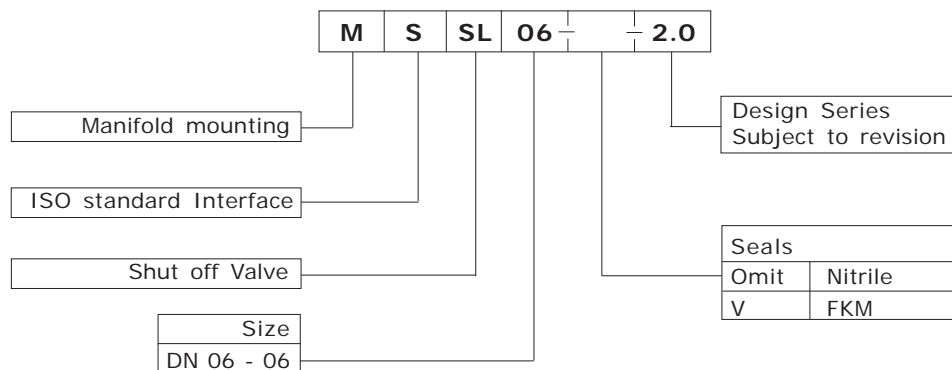 M S SL 06 - - 2.0
Manifold mounting
Design Series
Subject to revision
ISO standard Interface
Shut off Valve
Seals
Omit Nitrile
V FKM
Size
DN 06 - 06